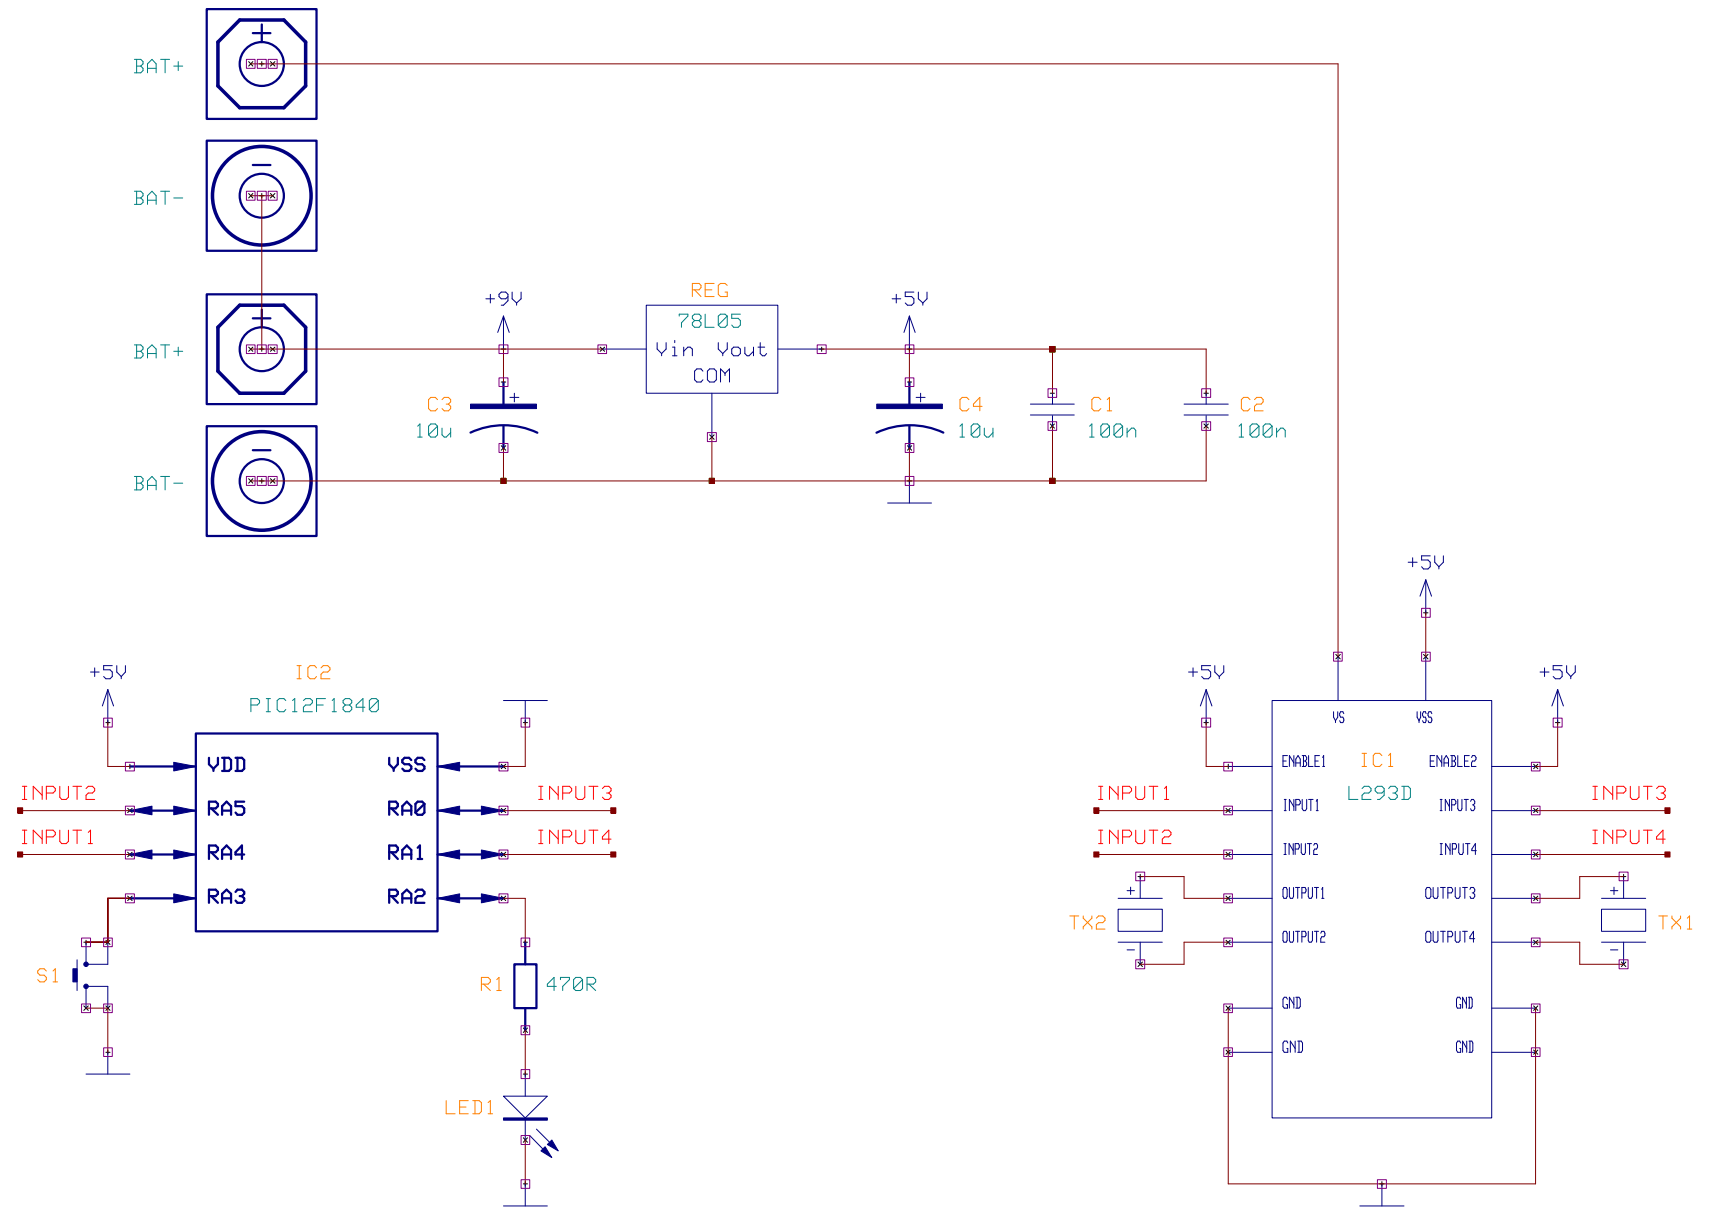 BAT+
+
BAT-
−
BAT+
+
+9V
REG
78L05
Vin Vout
COM
+5V
C3
10u
+
C4
10u
+
C1
100n
C2
100n
BAT-
−
+5V
IC2
PIC12F1840
VDD VSS
RA5 RA0
RA4 RA1
RA3 RA2
INPUT2
INPUT1
INPUT3
INPUT4
S1
R1 470R
LED1
+5V
+5V
+5V
VS VSS
IC1
L293D
ENABLE1 ENABLE2
INPUT1 INPUT3
INPUT2 INPUT4
OUTPUT1 OUTPUT3
OUTPUT2 OUTPUT4
GND GND
GND GND
INPUT1
INPUT2
INPUT3
INPUT4
TX2
+
−
TX1
+
−